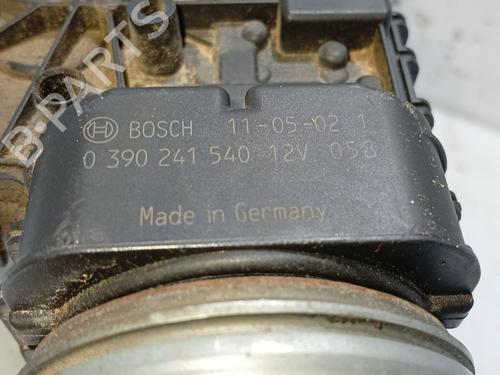 B-PARTS
BOSCH 11-05-02 1
0 390 241 540 12V 058
Made in Germany